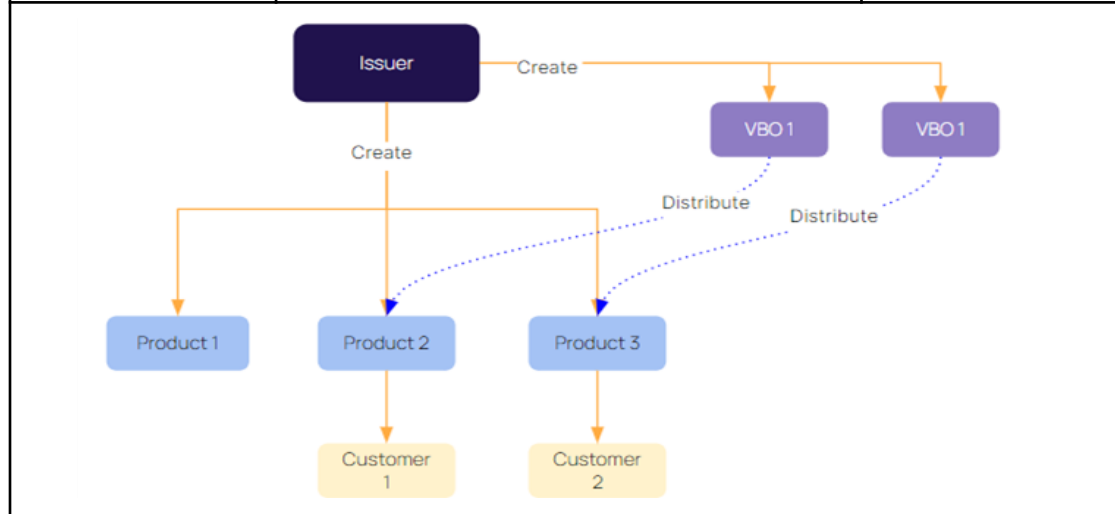 Issuer
Create
VBO 1
VBO 1
Create
Distribute
Distribute
Product 1
Product 2
Product 3
Customer
1
Customer
2